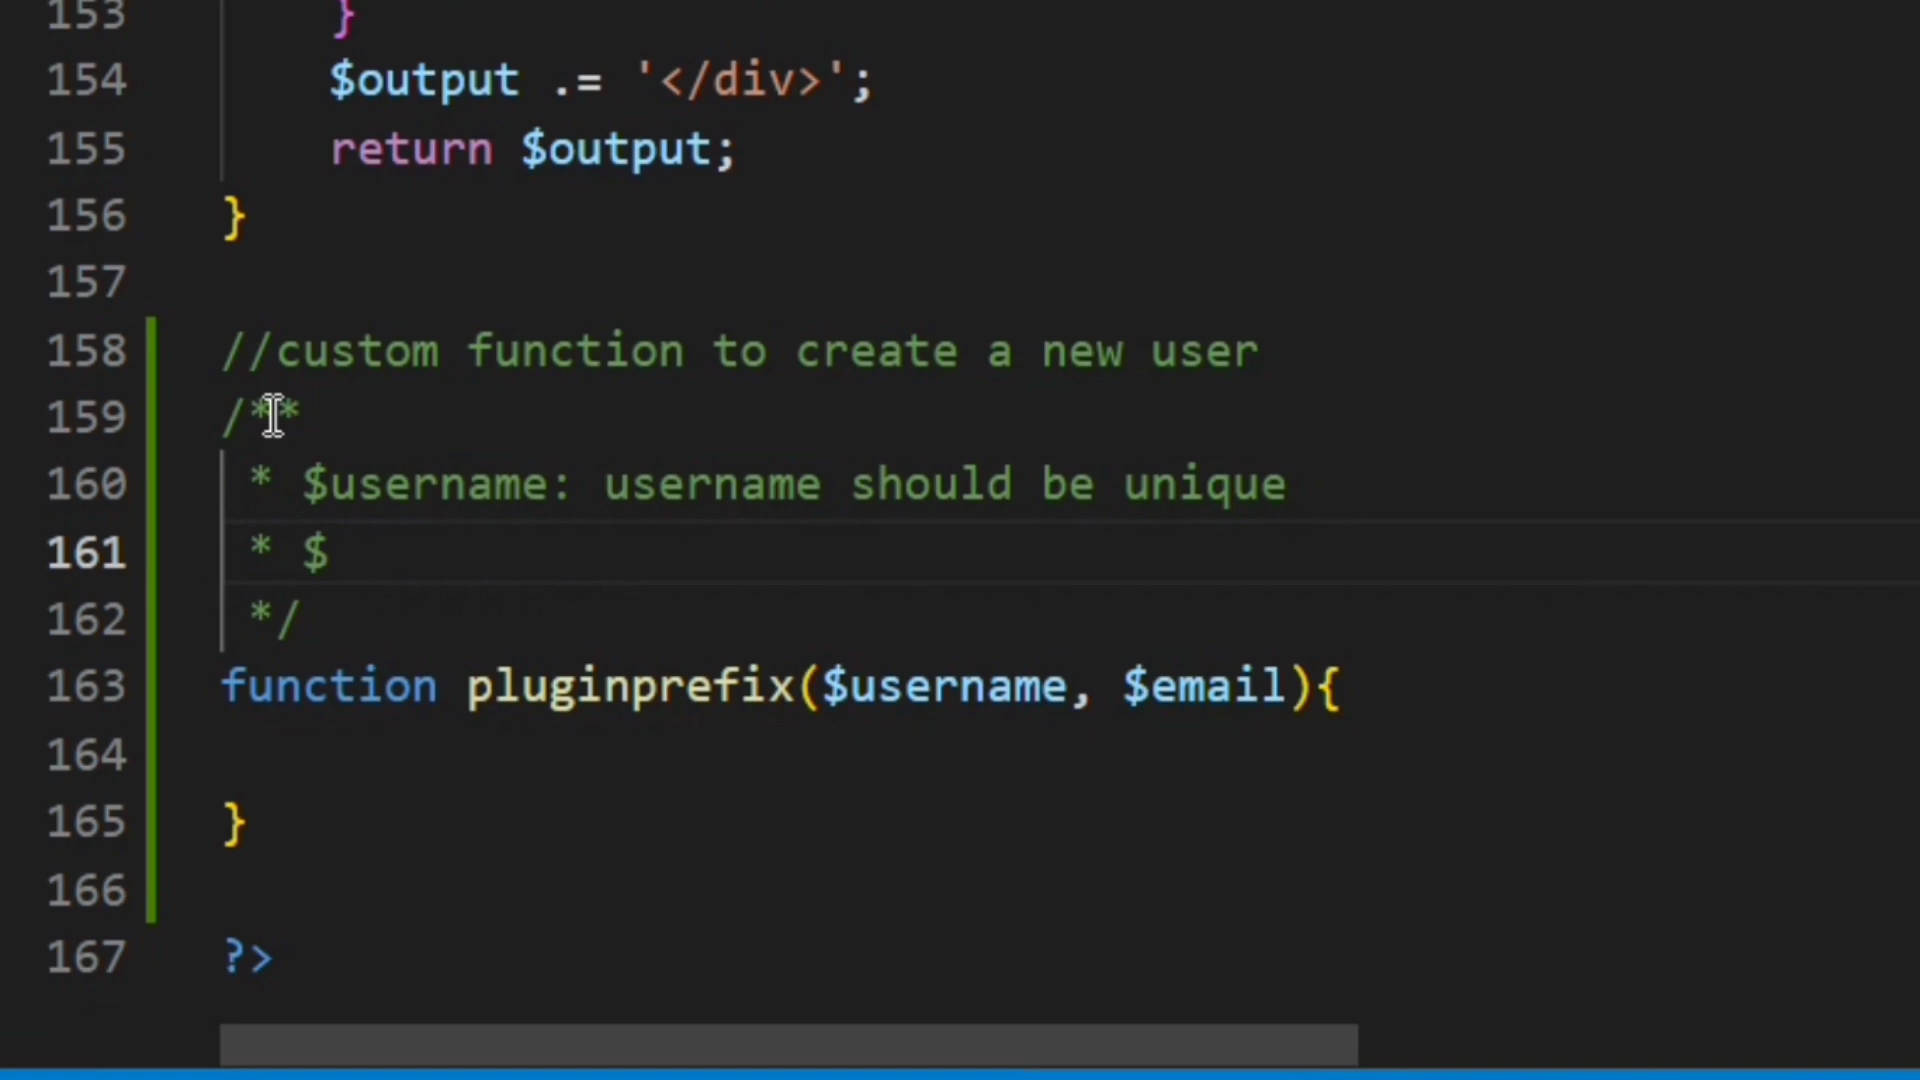 153 }
154 $output .= '</div>';
155 return $output;
156 }
157
158 //custom function to create a new user
159 /**
160 * $username: username should be unique
161 * $
162 */
163 function pluginprefix($username, $email){
164
165 }
166
167 ?>